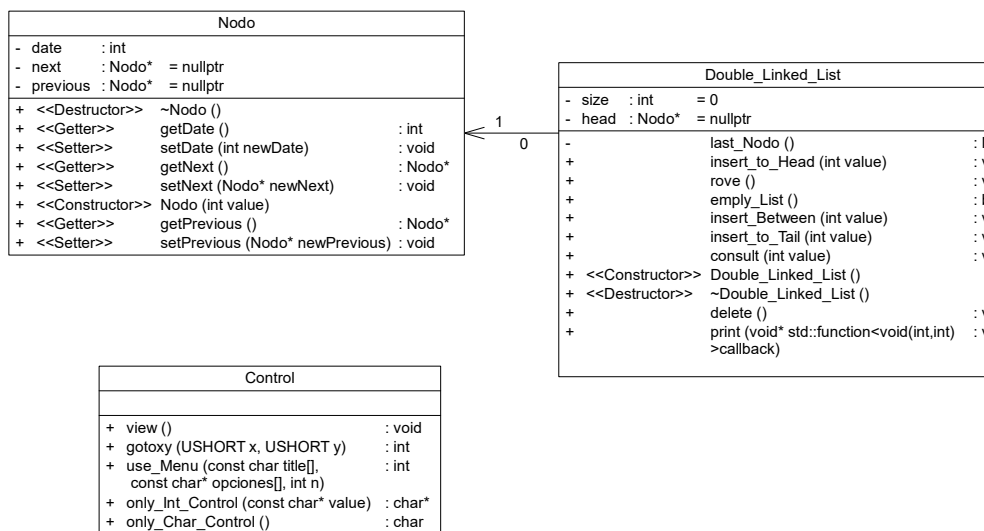 Nodo
- date : int
- next : Nodo* = nullptr
- previous : Nodo* = nullptr
+ <<Destructor>> ~Nodo ()
+ <<Getter>> getDate () : int
+ <<Setter>> setDate (int newDate) : void
+ <<Getter>> getNext () : Nodo*
+ <<Setter>> setNext (Nodo* newNext) : void
+ <<Constructor>> Nodo (int value)
+ <<Getter>> getPrevious () : Nodo*
+ <<Setter>> setPrevious (Nodo* newPrevious) : void
1
0
Double_Linked_List
- size : int = 0
- head : Nodo* = nullptr
- last_Nodo () :
+ insert_to_Head (int value) :
+ rove () :
+ emply_List () :
+ insert_Between (int value) :
+ insert_to_Tail (int value) :
+ consult (int value) :
+ <<Constructor>> Double_Linked_List ()
+ <<Destructor>> ~Double_Linked_List ()
+ delete () :
+ print (void* std::function<void(int,int) :
>callback)
Control
+ view () : void
+ gotoxy (USHORT x, USHORT y) : int
+ use_Menu (const char title[], : int
const char* opciones[], int n)
+ only_Int_Control (const char* value) : char*
+ only_Char_Control () : char